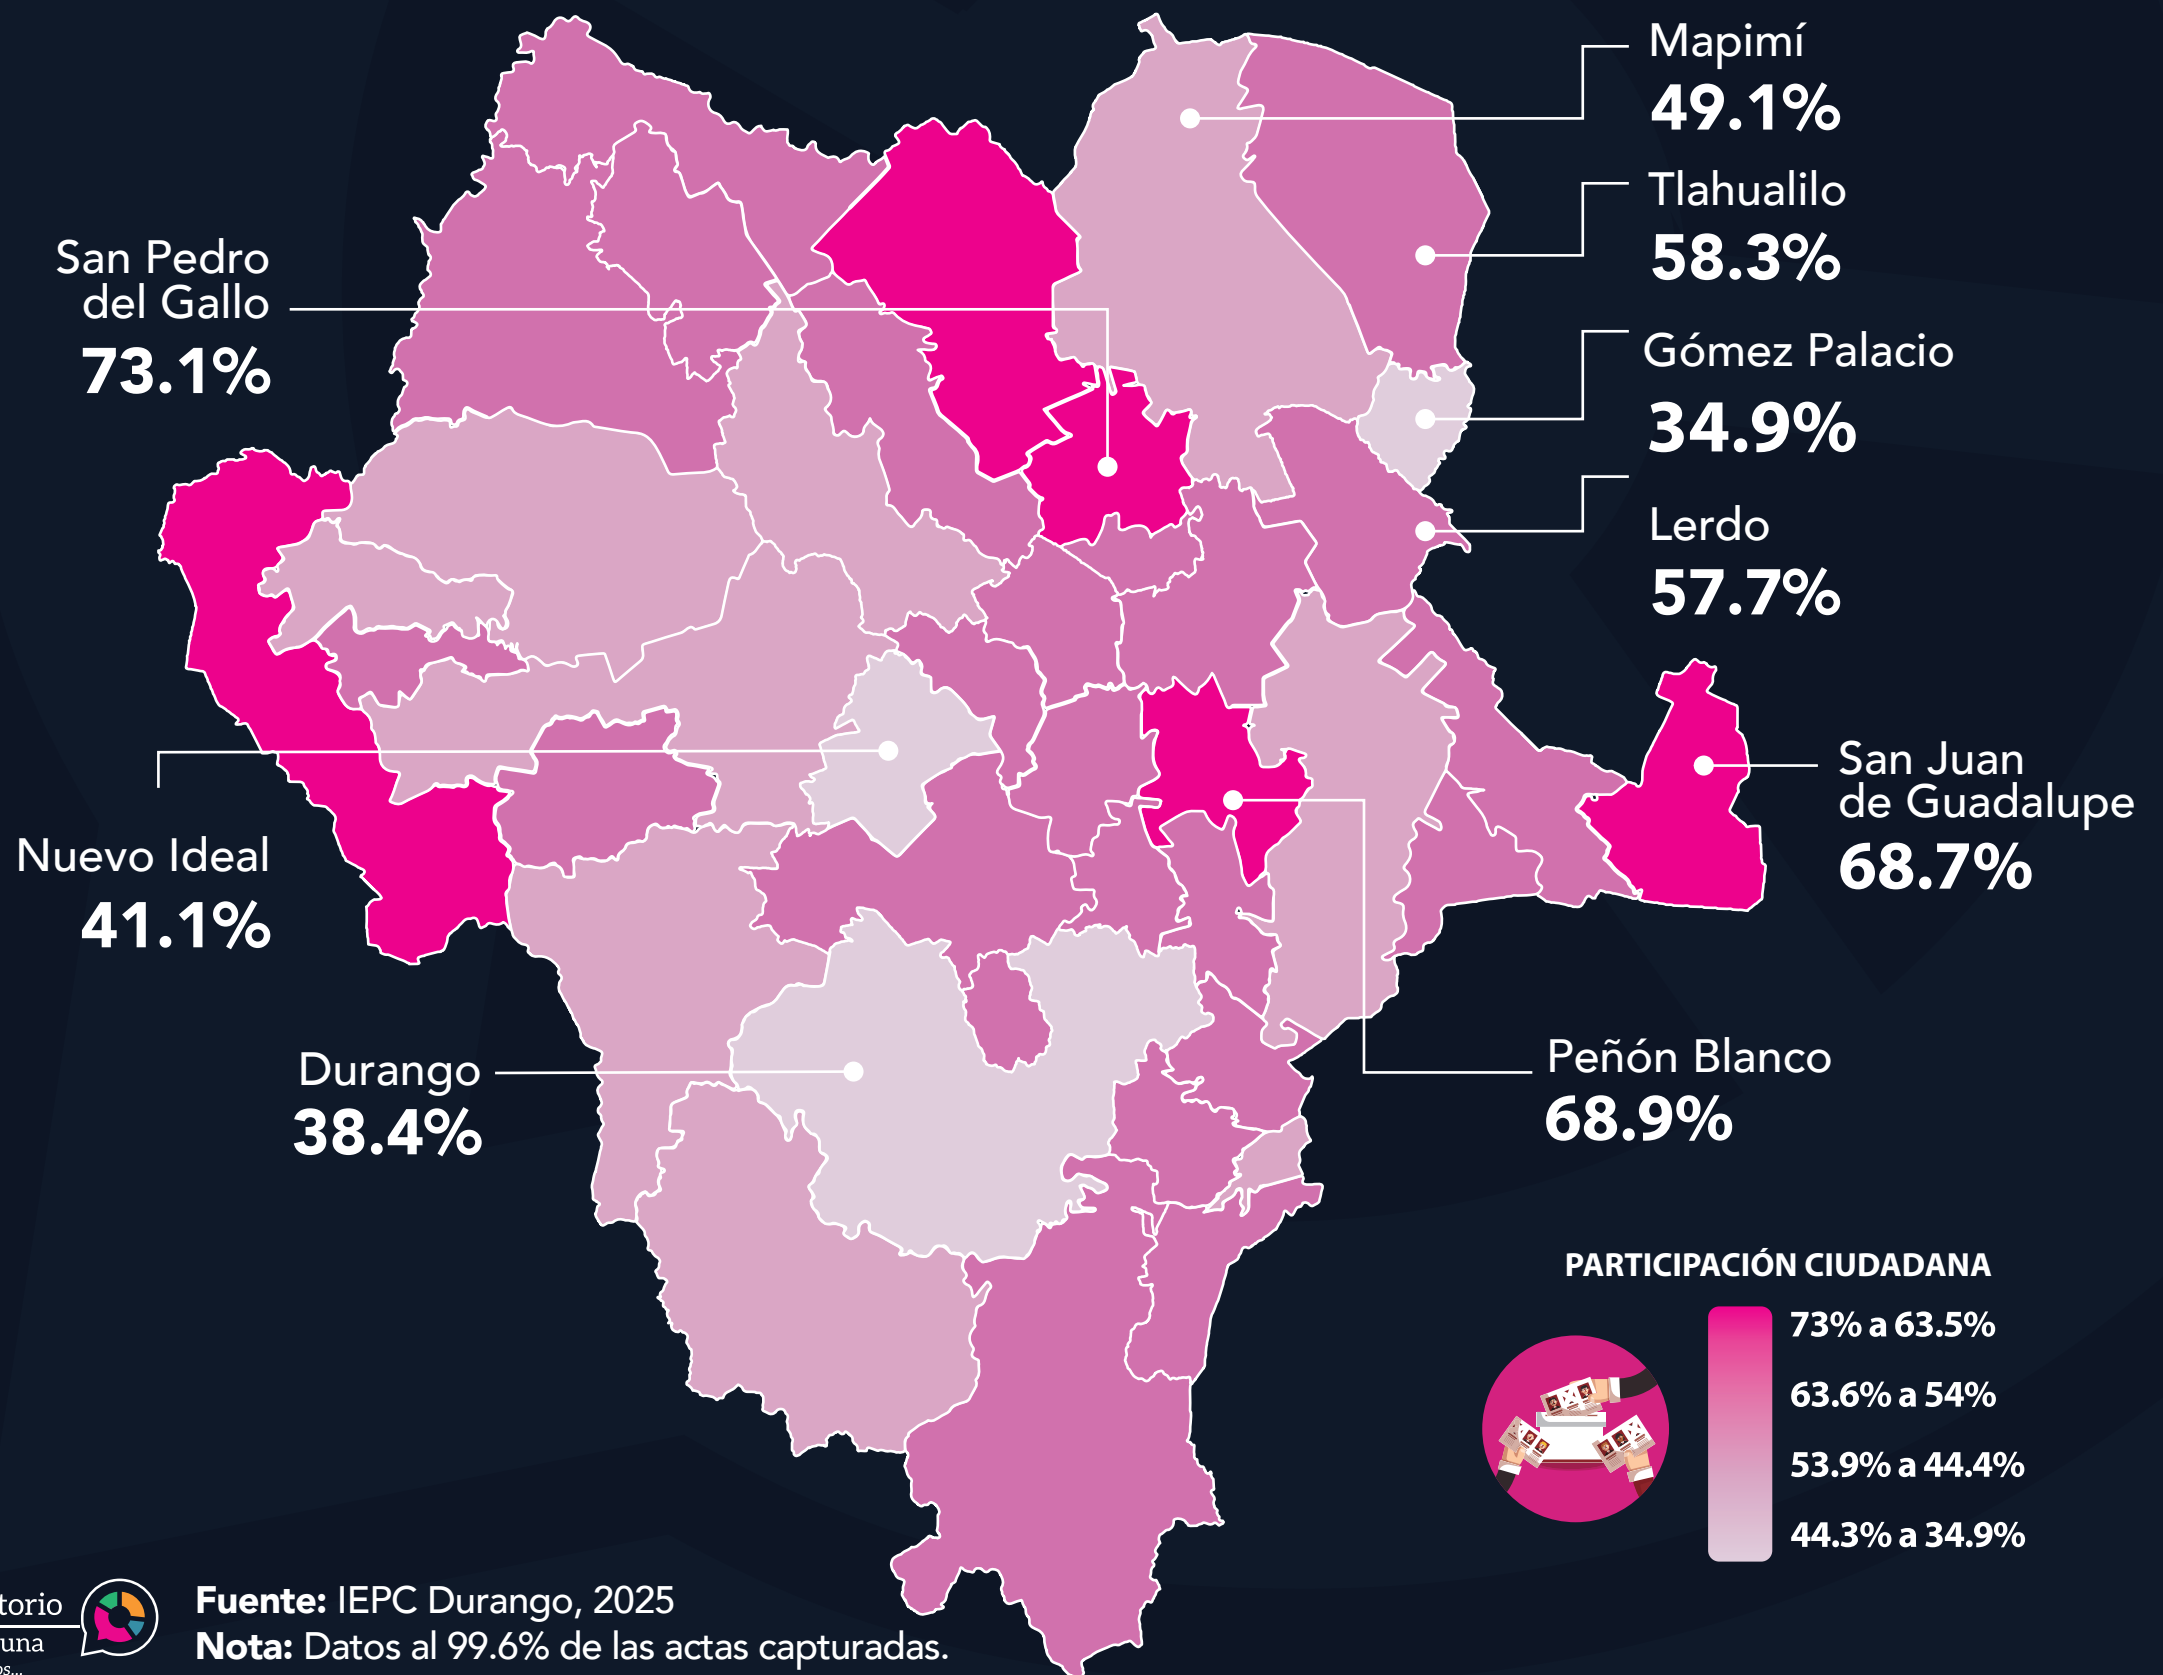 Mapimí
49.1%
Tlahualilo
58.3%
San Pedro
del Gallo
73.1%
Gómez Palacio
34.9%
Lerdo
57.7%
San Juan
de Guadalupe
68.7%
Nuevo Ideal
41.1%
Durango
38.4%
Peñón Blanco
68.9%
PARTICIPACIÓN CIUDADANA
73% a 63.5%
63.6% a 54%
53.9% a 44.4%
44.3% a 34.9%
torio
una
os...
Fuente: IEPC Durango, 2025
Nota: Datos al 99.6% de las actas capturadas.